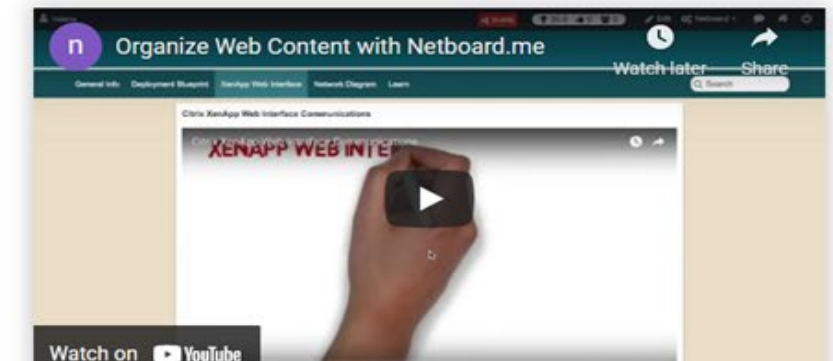 n
Organize Web Content with Netboard.me
Watch later
Share
General Info Deployment Blueprint XenApp Web Interface Network Diagram Learn
Search
Citrix XenApp Web Interface Communications
XENAPP WEB INTE
Watch on YouTube